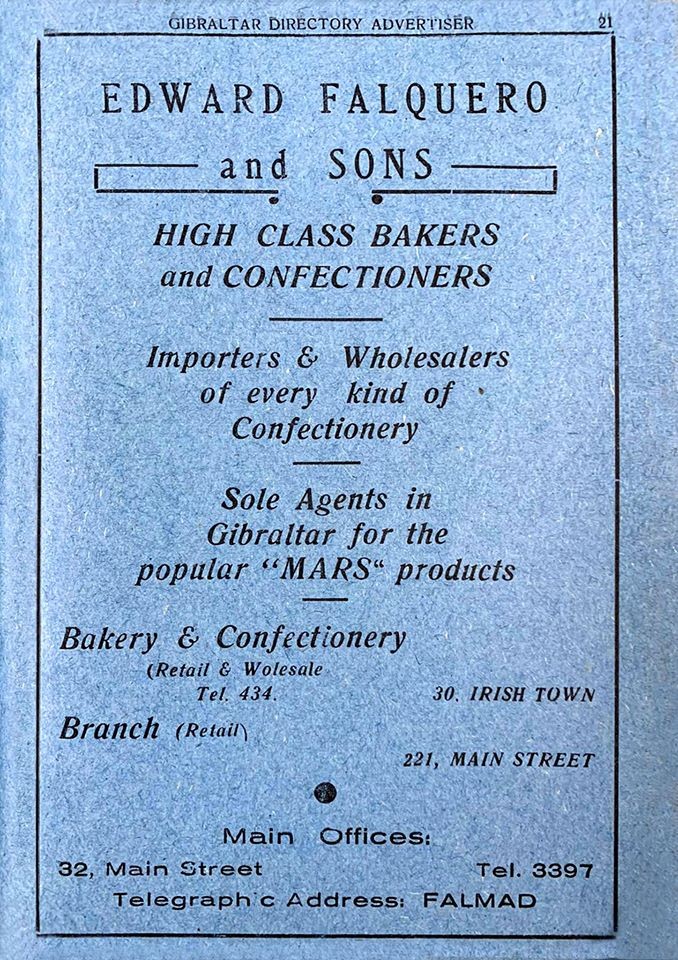 GIBRALTAR DIRECTORY ADVERTISER 21
EDWARD FALQUERO
and SONS
HIGH CLASS BAKERS
and CONFECTIONERS
Importers & Wholesalers
of every kind of
Confectionery
Sole Agents in
Gibraltar for the
popular “MARS“ products
Bakery & Confectionery
(Retail & Wolesale
Tel. 434. 30. IRISH TOWN
Branch (Retail)
221, MAIN STREET
Main Offices:
32, Main Street Tel. 3397
Telegraphic Address: FALMAD